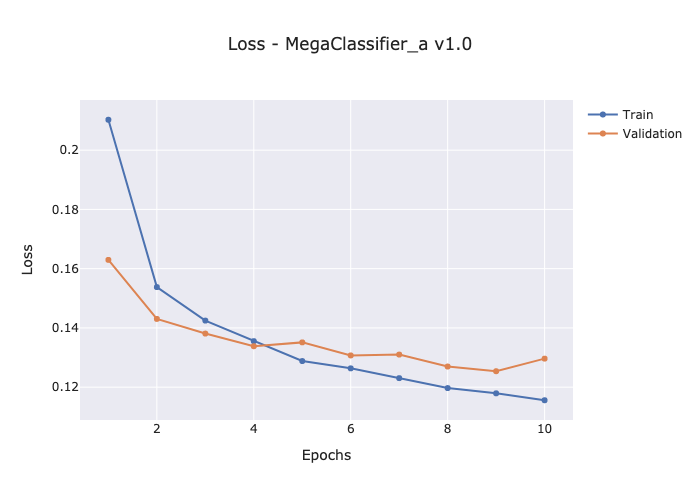 Loss - MegaClassifier_a v1.0
Train
Validation
0.2
0.18
0.16
0.14
0.12
Loss
2
4
6
8
10
Epochs